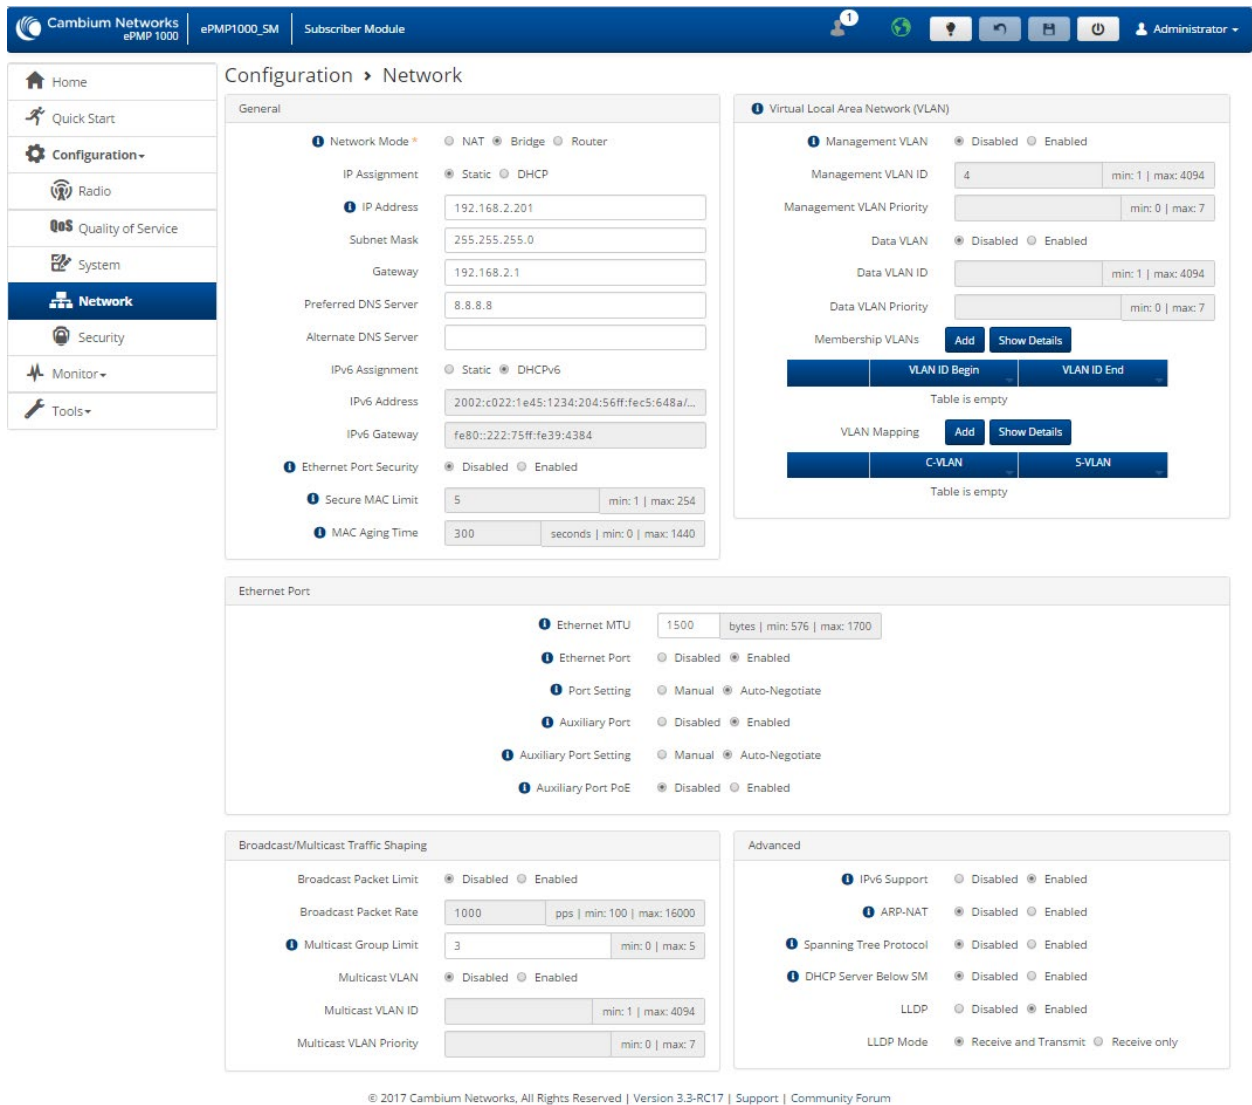 Cambium Networks
ePMP 1000
ePMP1000_SM
Subscriber Module
1
Administrator
Home
Quick Start
Configuration
Radio
QoS Quality of Service
System
Network
Security
Monitor
Tools
Configuration > Network
General
Network Mode * NAT Bridge Router
IP Assignment Static DHCP
IP Address 192.168.2.201
Subnet Mask 255.255.255.0
Gateway 192.168.2.1
Preferred DNS Server 8.8.8.8
Alternate DNS Server
IPv6 Assignment Static DHCPv6
IPv6 Address 2002:c022:1e45:1234:204:56ff:fec5:648a/...
IPv6 Gateway fe80::222:75ff:fe39:4384
Ethernet Port Security Disabled Enabled
Secure MAC Limit 5 min: 1 | max: 254
MAC Aging Time 300 seconds | min: 0 | max: 1440
Virtual Local Area Network (VLAN)
Management VLAN Disabled Enabled
Management VLAN ID 4 min: 1 | max: 4094
Management VLAN Priority min: 0 | max: 7
Data VLAN Disabled Enabled
Data VLAN ID min: 1 | max: 4094
Data VLAN Priority min: 0 | max: 7
Membership VLANs Add Show Details
VLAN ID Begin VLAN ID End
Table is empty
VLAN Mapping Add Show Details
C-VLAN S-VLAN
Table is empty
Ethernet Port
Ethernet MTU 1500 bytes | min: 576 | max: 1700
Ethernet Port Disabled Enabled
Port Setting Manual Auto-Negotiate
Auxiliary Port Disabled Enabled
Auxiliary Port Setting Manual Auto-Negotiate
Auxiliary Port PoE Disabled Enabled
Broadcast/Multicast Traffic Shaping
Broadcast Packet Limit Disabled Enabled
Broadcast Packet Rate 1000 pps | min: 100 | max: 16000
Multicast Group Limit 3 min: 0 | max: 5
Multicast VLAN Disabled Enabled
Multicast VLAN ID min: 1 | max: 4094
Multicast VLAN Priority min: 0 | max: 7
Advanced
IPv6 Support Disabled Enabled
ARP-NAT Disabled Enabled
Spanning Tree Protocol Disabled Enabled
DHCP Server Below SM Disabled Enabled
LLDP Disabled Enabled
LLDP Mode Receive and Transmit Receive only
© 2017 Cambium Networks, All Rights Reserved | Version 3.3-RC17 | Support | Community Forum